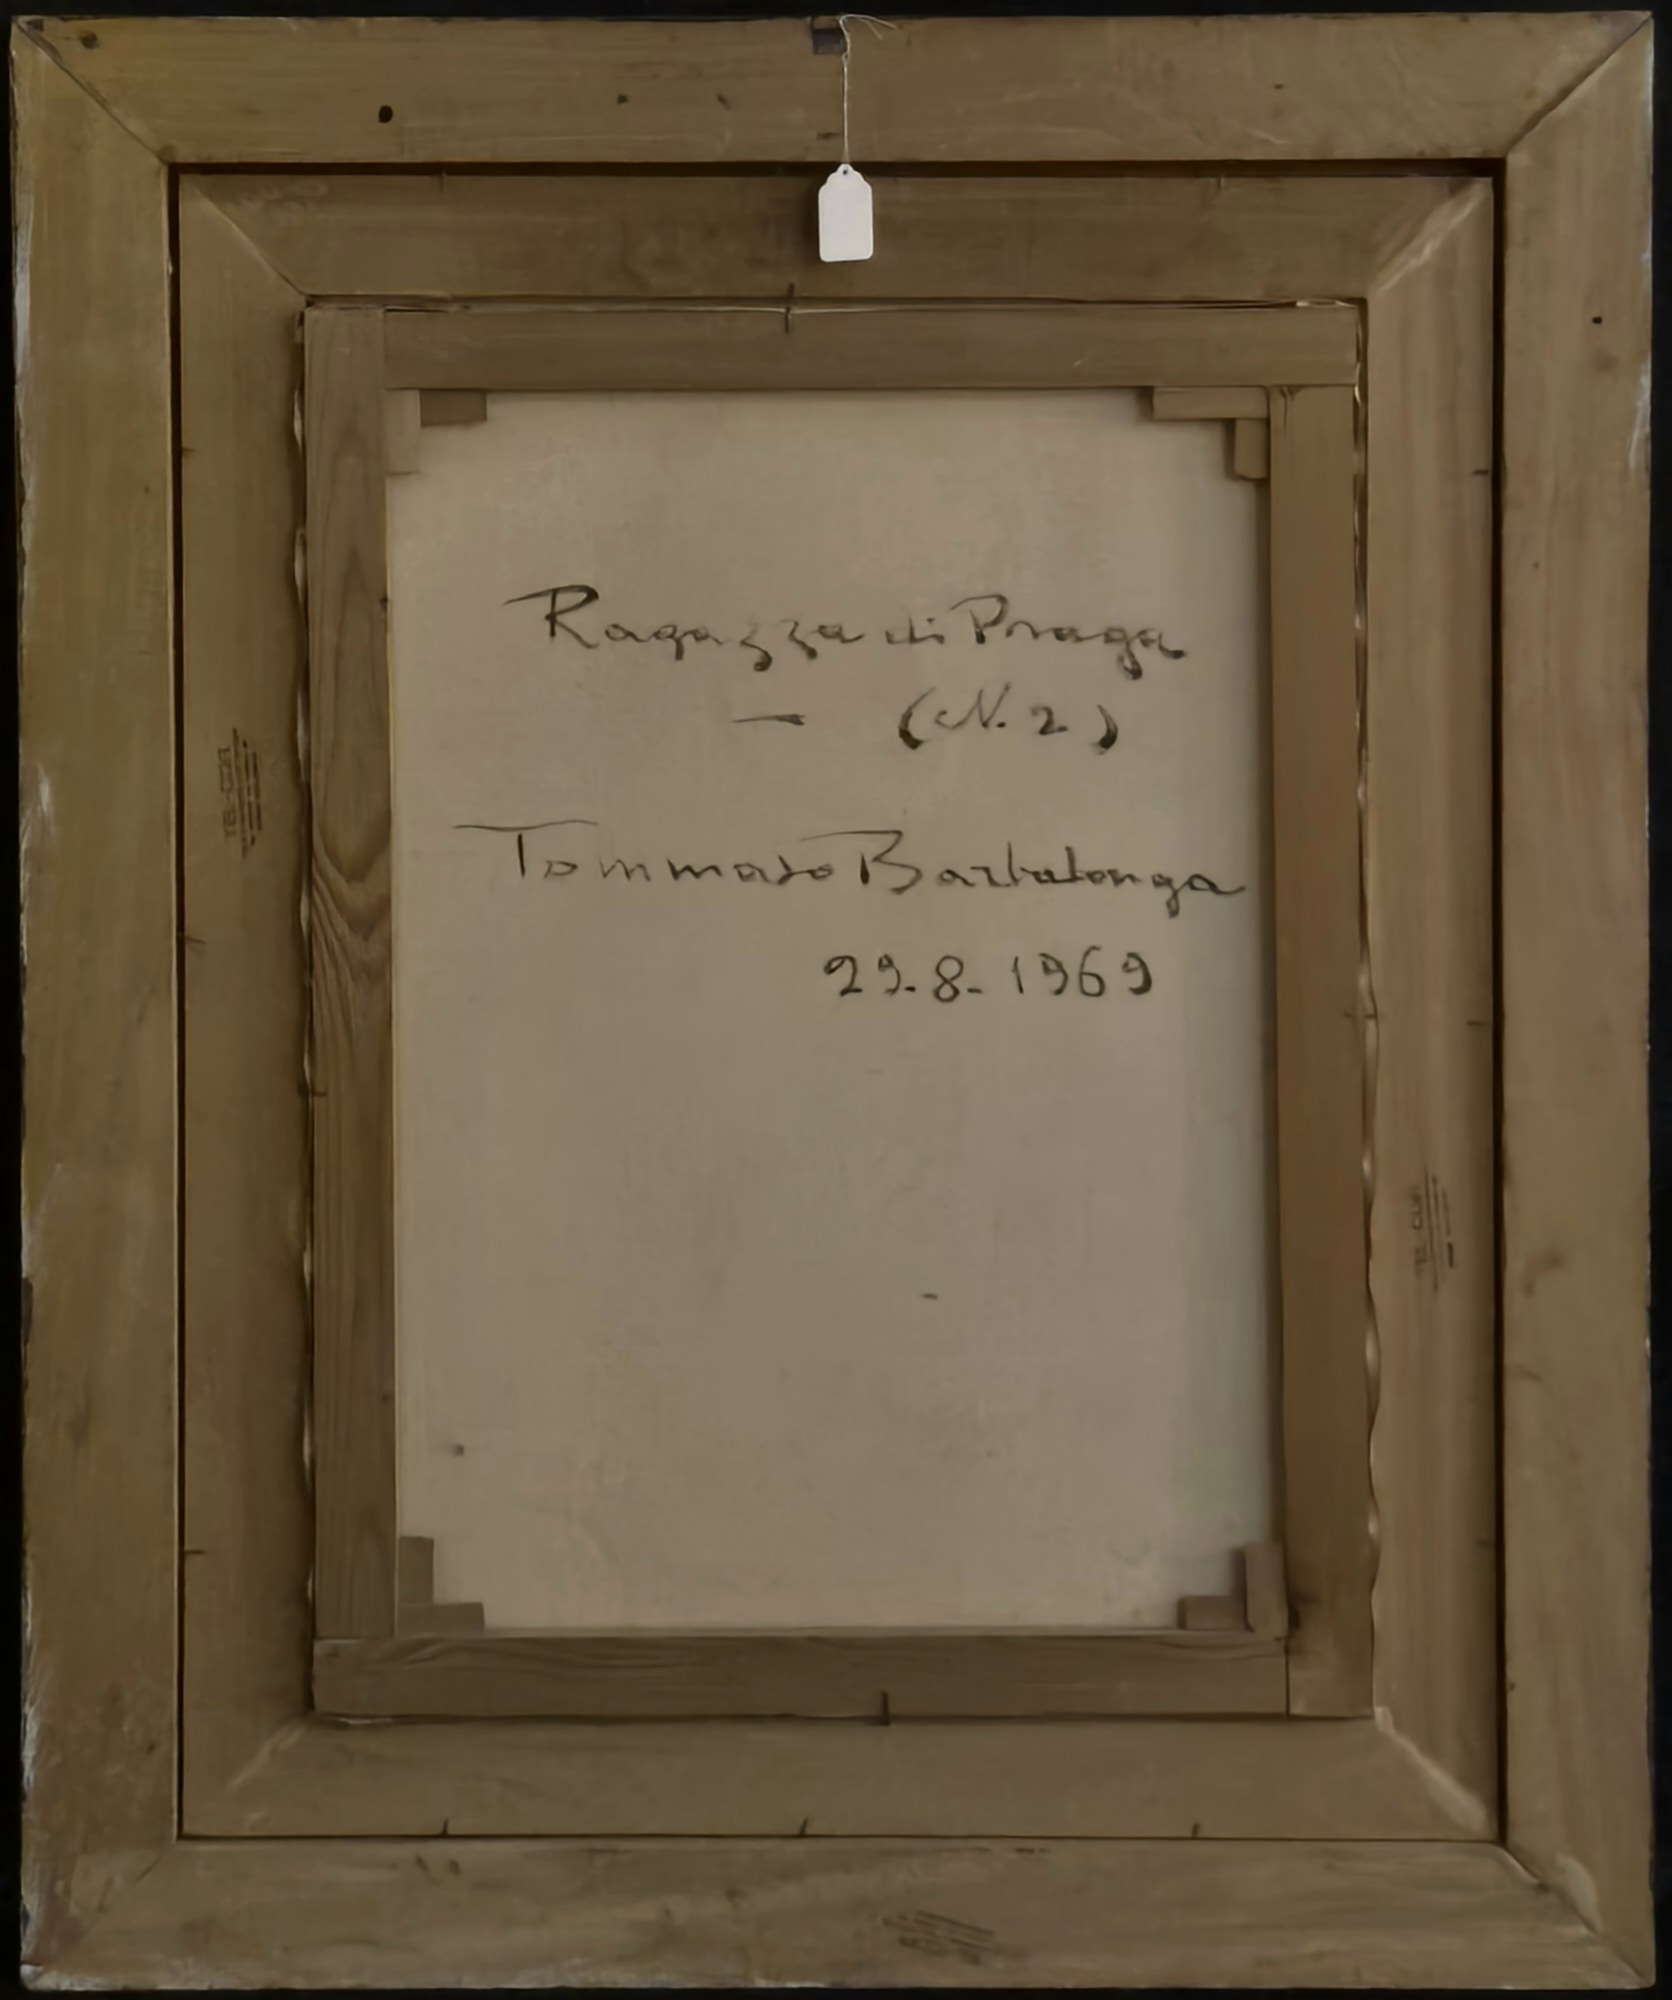 Ragazza di Praga
— (N. 2)
Tommaso Barbalonga
29.8.1969